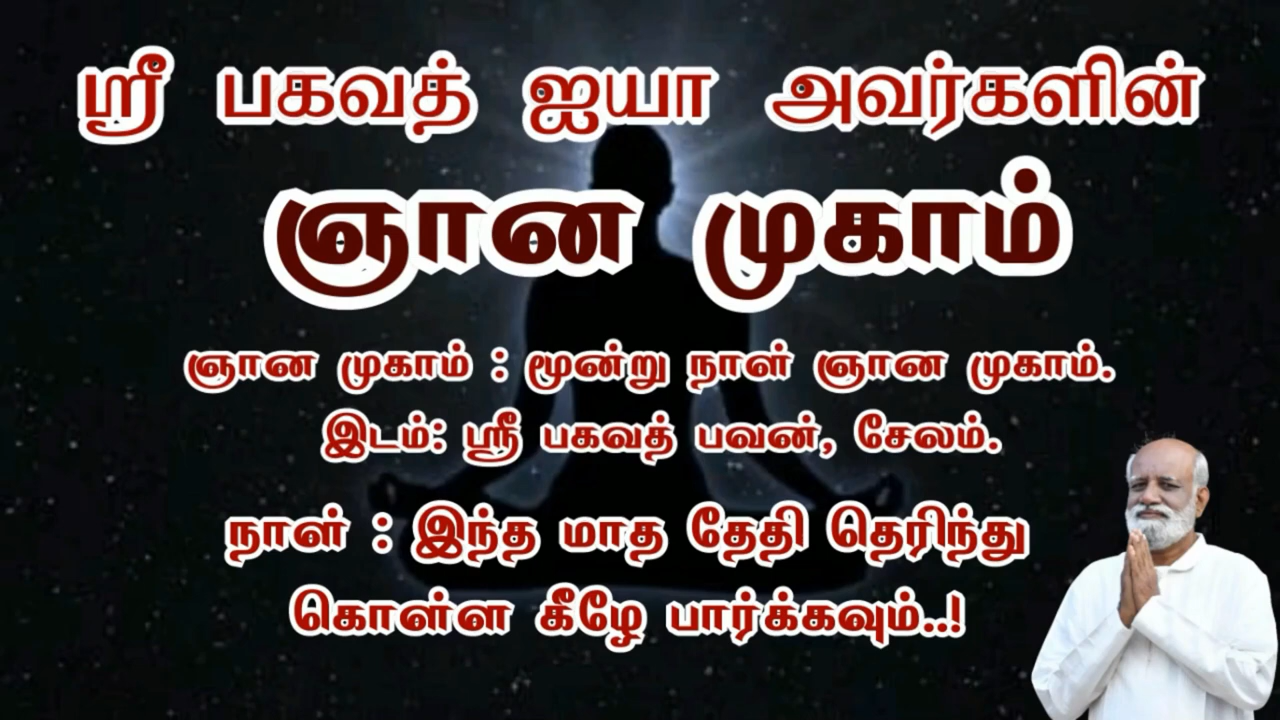 ஸ்ரீ பகவத் ஐயா அவர்களின்
ஞான முகாம்
ஞான முகாம் : மூன்று நாள் ஞான முகாம்.
இடம்: ஸ்ரீ பகவத் பவன், சேலம்.
நாள் : இந்த மாத தேதி தெரிந்து
கொள்ள கீழே பார்க்கவும்..!